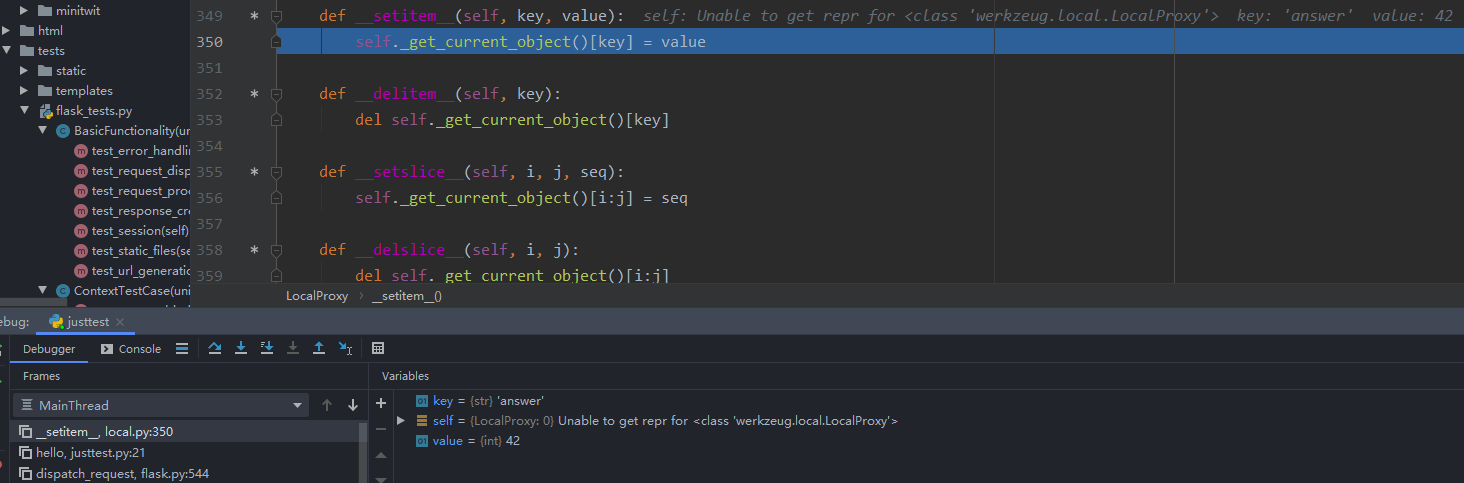 minitwit
html
tests
static
templates
flask_tests.py
BasicFunctionality(un
test_error_handlin
test_request_disp
test_request_proc
test_response_cre
test_session(self)
test_static_files(se
test_url_generatio
ContextTestCase(uni
349 * def __setitem__(self, key, value): self: Unable to get repr for <class 'werkzeug.local.LocalProxy'> key: 'answer' value: 42
350 self._get_current_object()[key] = value
351
352 * def __delitem__(self, key):
353 del self._get_current_object()[key]
354
355 * def __setslice__(self, i, j, seq):
356 self._get_current_object()[i:j] = seq
357
358 * def __delslice__(self, i, j):
359 del self._get_current_object()[i:j]
LocalProxy > __setitem__()
ebug: justtest ×
Debugger Console
Frames
MainThread
__setitem__, local.py:350
hello, justtest.py:21
dispatch_request, flask.py:544
Variables
key = {str} 'answer'
self = {LocalProxy: 0} Unable to get repr for <class 'werkzeug.local.LocalProxy'>
value = {int} 42